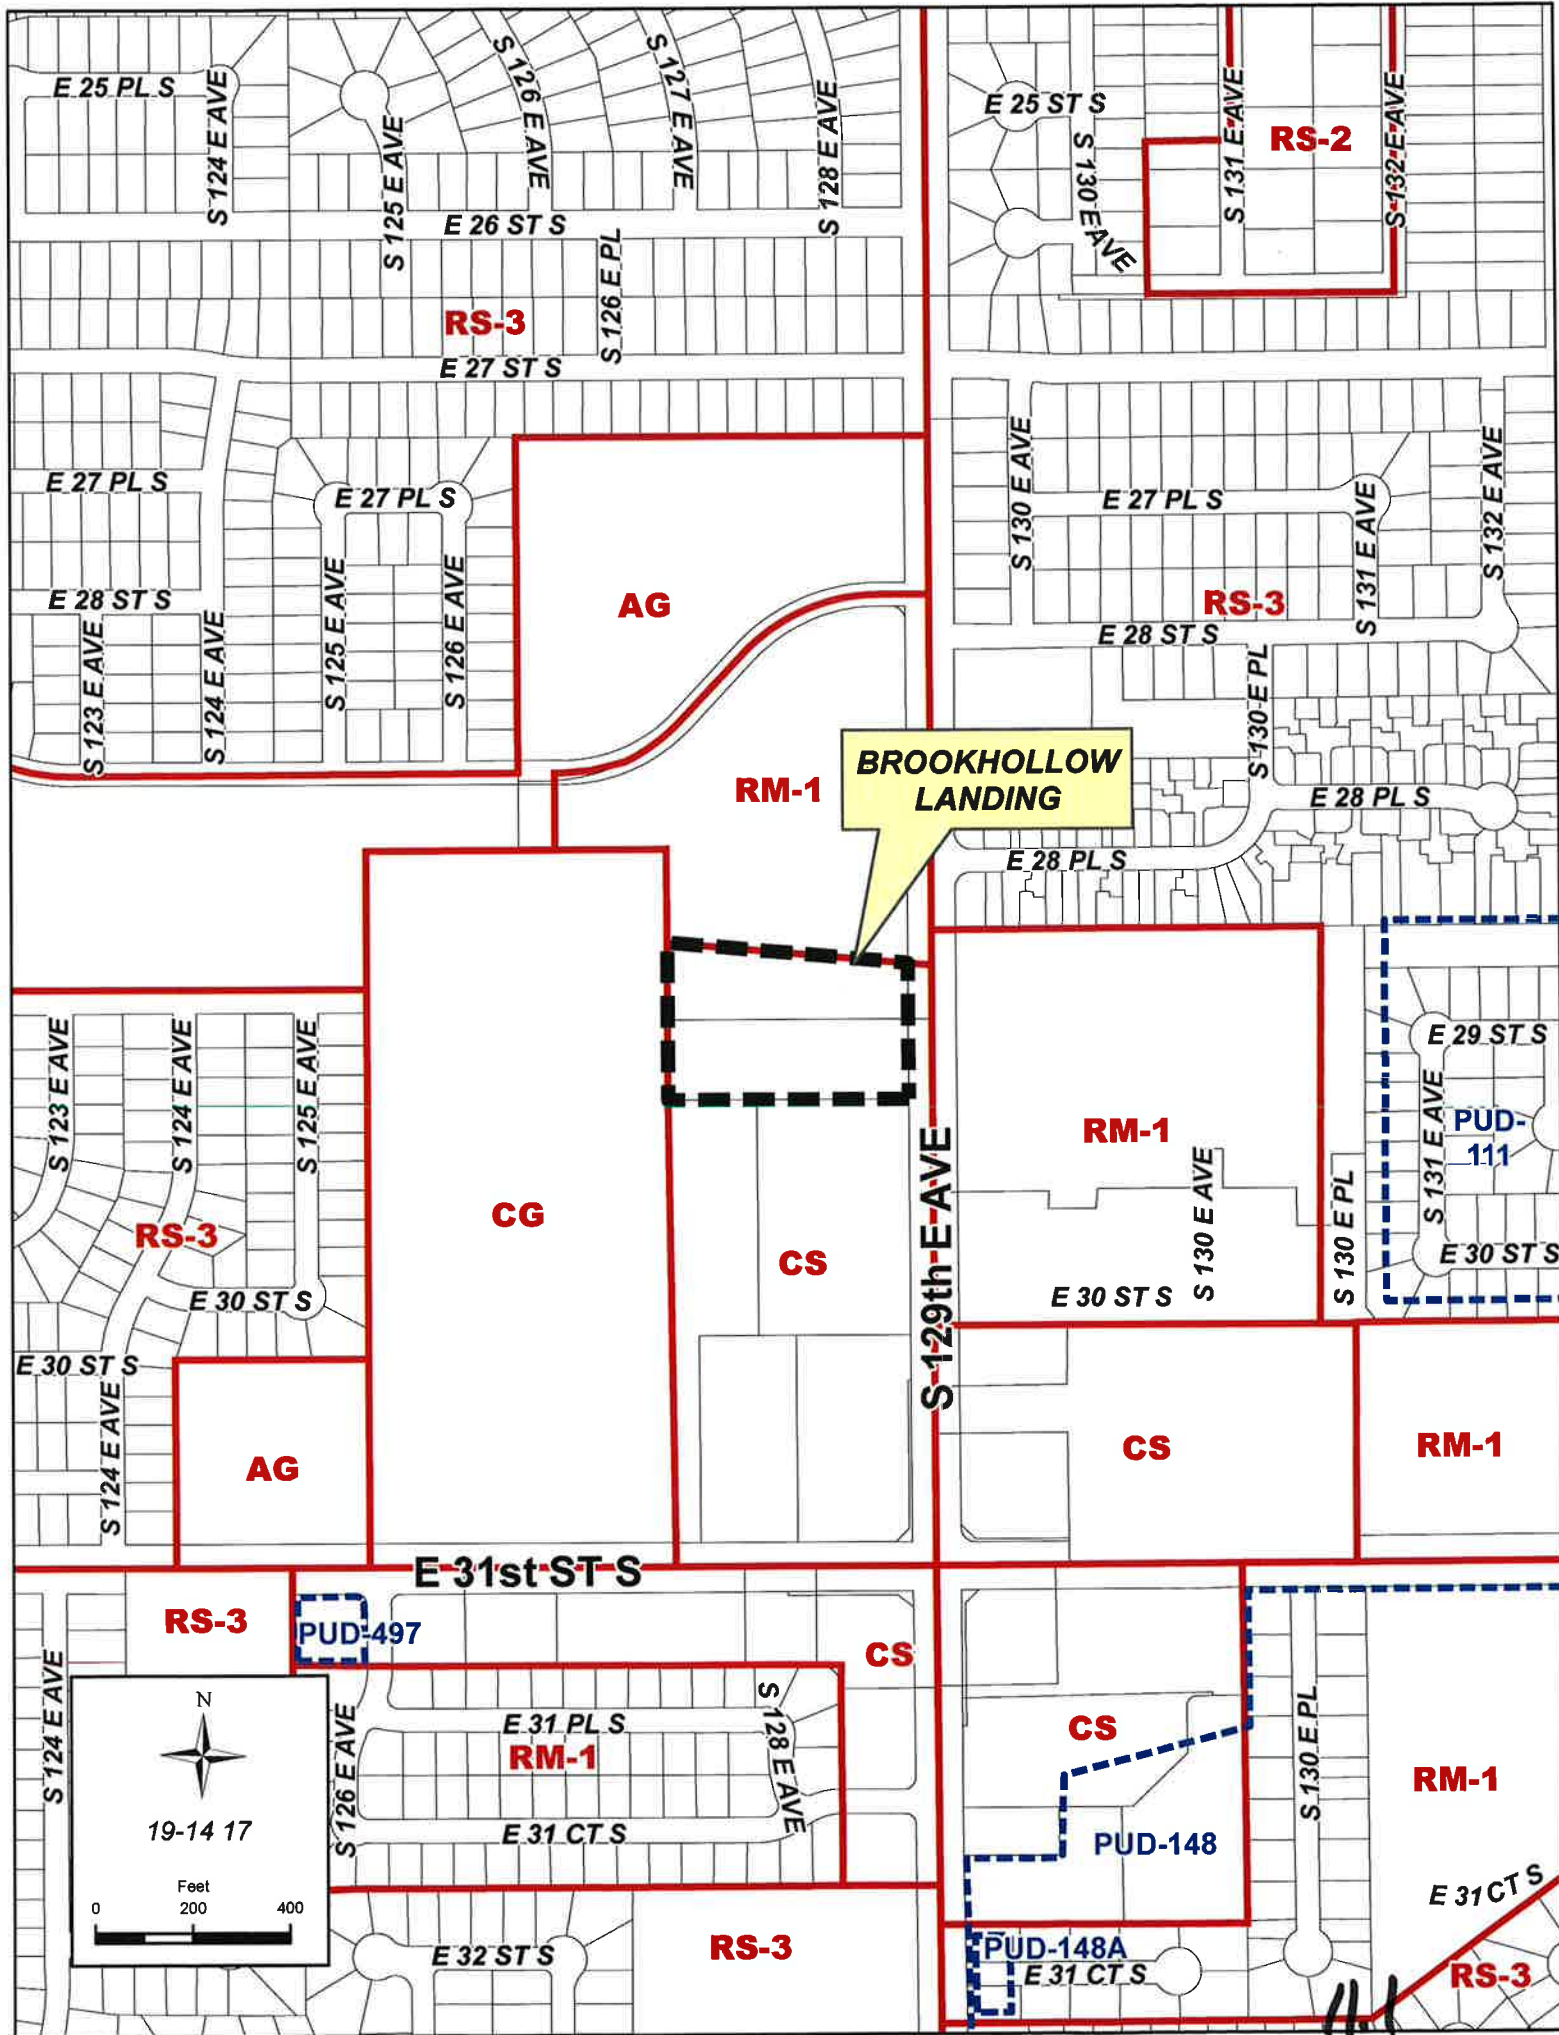 E 25 PL S
S 124 E AVE
S 125 E AVE
S 126 E AVE
S 127 E AVE
S 128 E AVE
E 25 ST S
S 130 E AVE
S 131 E AVE
RS-2
S 132 E AVE
E 26 ST S
S 126 E PL
RS-3
E 27 ST S
E 27 PL S
E 27 PL S
S 130 E AVE
E 27 PL S
S 131 E AVE
S 132 E AVE
E 28 ST S
S 123 E AVE
S 124 E AVE
S 125 E AVE
S 126 E AVE
AG
RS-3
E 28 ST S
S 130 E PL
RM-1
BROOKHOLLOW
LANDING
E 28 PL S
E 28 PL S
S 123 E AVE
S 124 E AVE
S 125 E AVE
E 29 ST S
S 131 E AVE
PUD-
111
RM-1
S 129th E AVE
CG
CS
RS-3
S 130 E AVE
S 130 E PL
E 30 ST S
E 30 ST S
E 30 ST S
E 30 ST S
S 124 E AVE
AG
CS
RM-1
E 31st ST S
RS-3
PUD-497
CS
S 124 E AVE
S 126 E AVE
E 31 PL S
S 128 E AVE
RM-1
E 31 CT S
CS
S 130 E PL
RM-1
PUD-148
N
19-14 17
Feet
0 200 400
E 31 CT S
E 32 ST S
RS-3
PUD-148A
E 31 CT S
RS-3